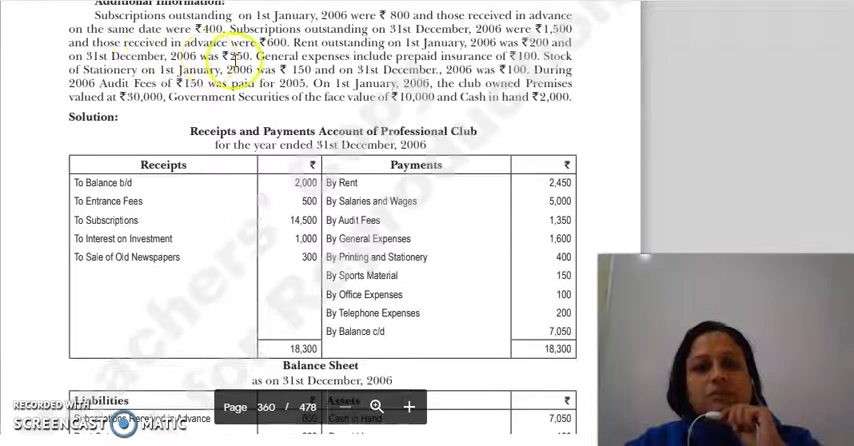 Additional Information:
Subscriptions outstanding on 1st January, 2006 were ₹ 800 and those received in advance
on the same date were ₹400. Subscriptions outstanding on 31st December, 2006 were ₹1,500
and those received in advance were ₹600. Rent outstanding on 1st January, 2006 was ₹200 and
on 31st December, 2006 was ₹250. General expenses include prepaid insurance of ₹100. Stock
of Stationery on 1st January, 2006 was ₹ 150 and on 31st December., 2006 was ₹100. During
2006 Audit Fees of ₹150 was paid for 2005. On 1st January, 2006, the club owned Premises
valued at ₹30,000, Government Securities of the face value of ₹10,000 and Cash in hand ₹2,000.
Solution:
Receipts and Payments Account of Professional Club
for the year ended 31st December, 2006
Receipts ₹ Payments ₹
To Balance b/d 2,000 By Rent 2,450
To Entrance Fees 500 By Salaries and Wages 5,000
To Subscriptions 14,500 By Audit Fees 1,350
To Interest on Investment 1,000 By General Expenses 1,600
To Sale of Old Newspapers 300 By Printing and Stationery 400
By Sports Material 150
By Office Expenses 100
By Telephone Expenses 200
By Balance c/d 7,050
18,300 18,300
Balance Sheet
as on 31st December, 2006
Liabilities ₹ Assets ₹
Subscriptions Received in Advance 600 Cash in Hand 7,050
Page 360 / 478
RECORDED WITH
SCREENCAST MATIC